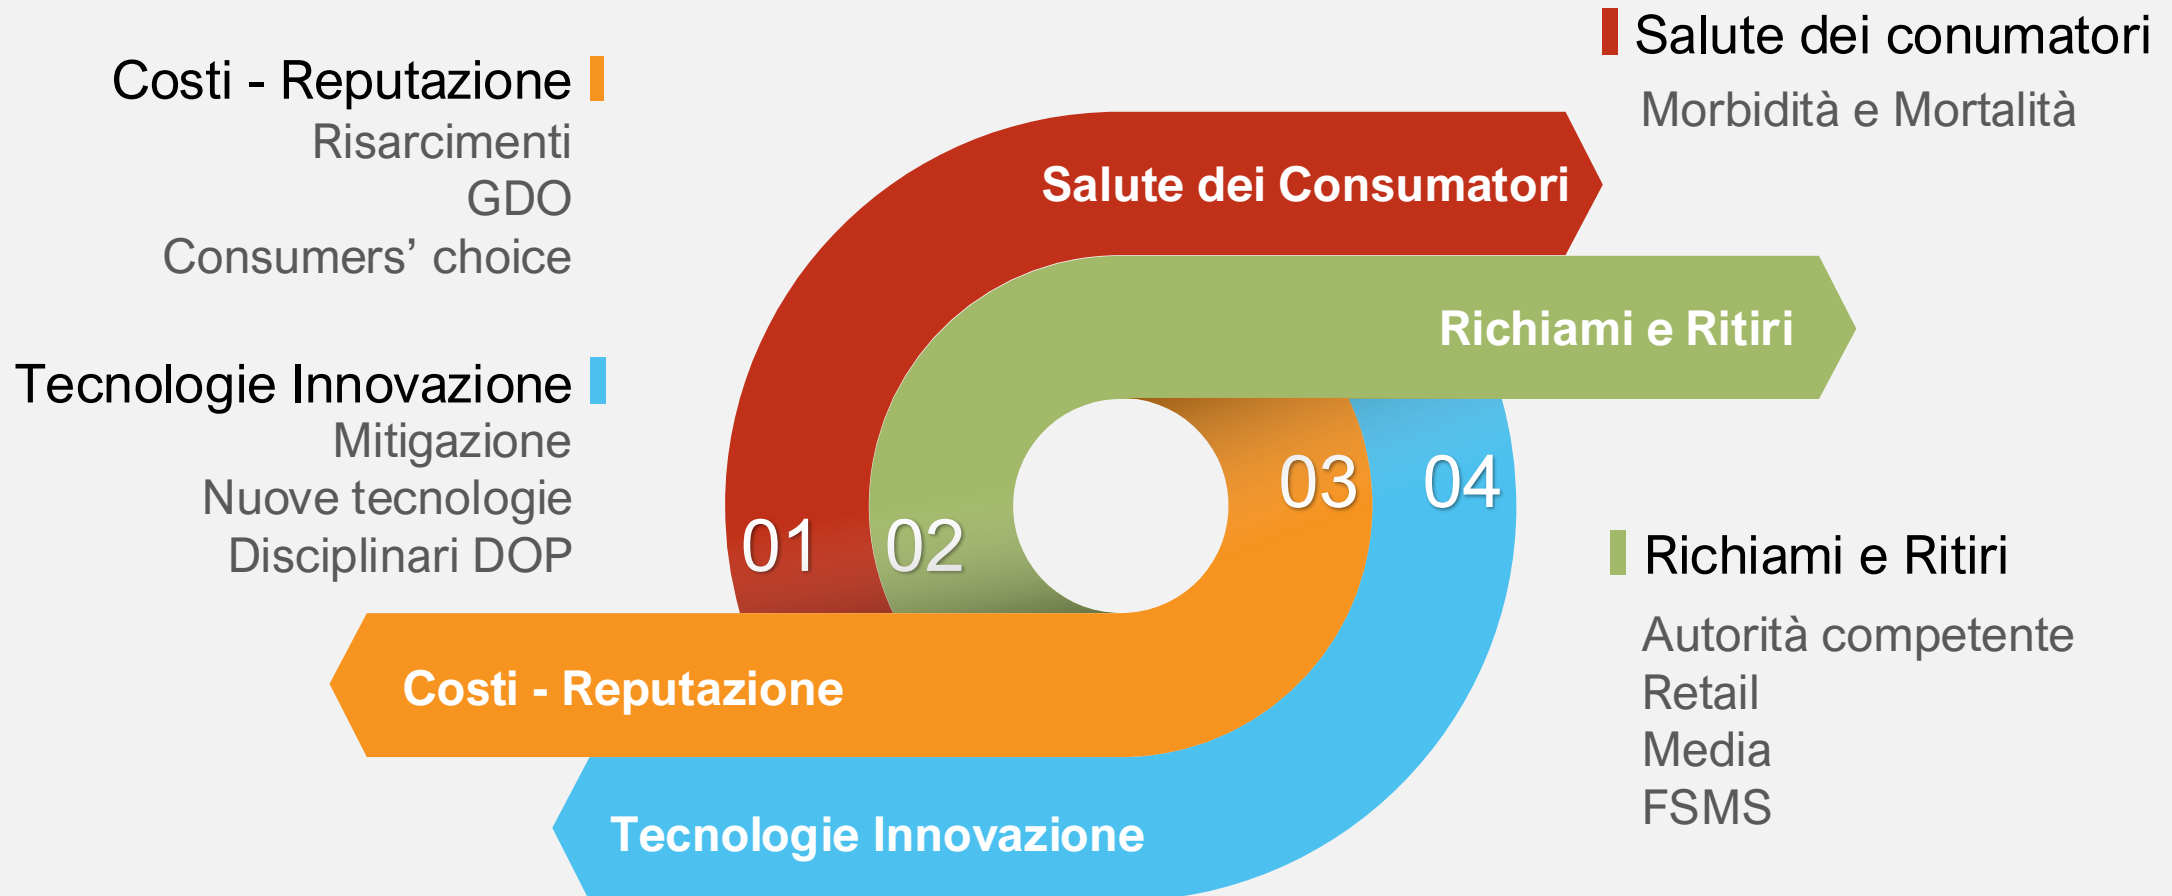 Costi - Reputazione
Risarcimenti
GDO
Consumers’ choice
Tecnologie Innovazione
Mitigazione
Nuove tecnologie
Disciplinari DOP
Salute dei conumatori
Morbidità e Mortalità
Salute dei Consumatori
Richiami e Ritiri
01
02
03
04
Costi - Reputazione
Tecnologie Innovazione
Richiami e Ritiri
Autorità competente
Retail
Media
FSMS